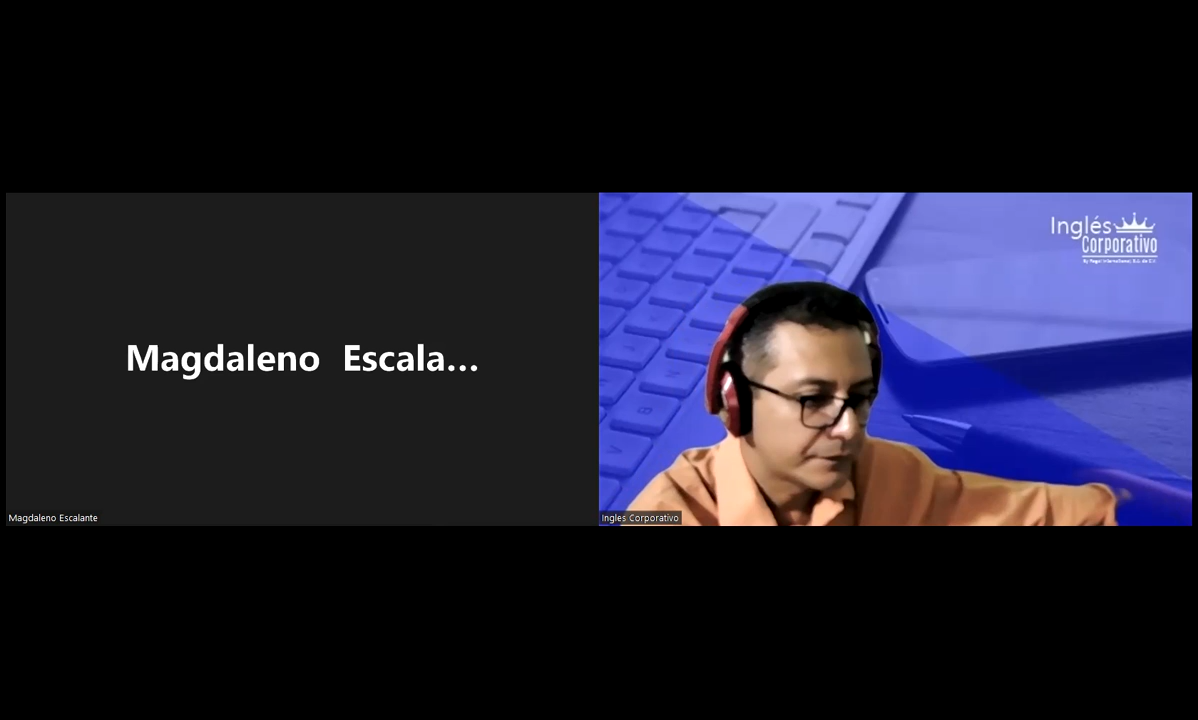 Magdaleno Escala...
Magdaleno Escalante
Inglés
Corporativo
Ingles Corporativo